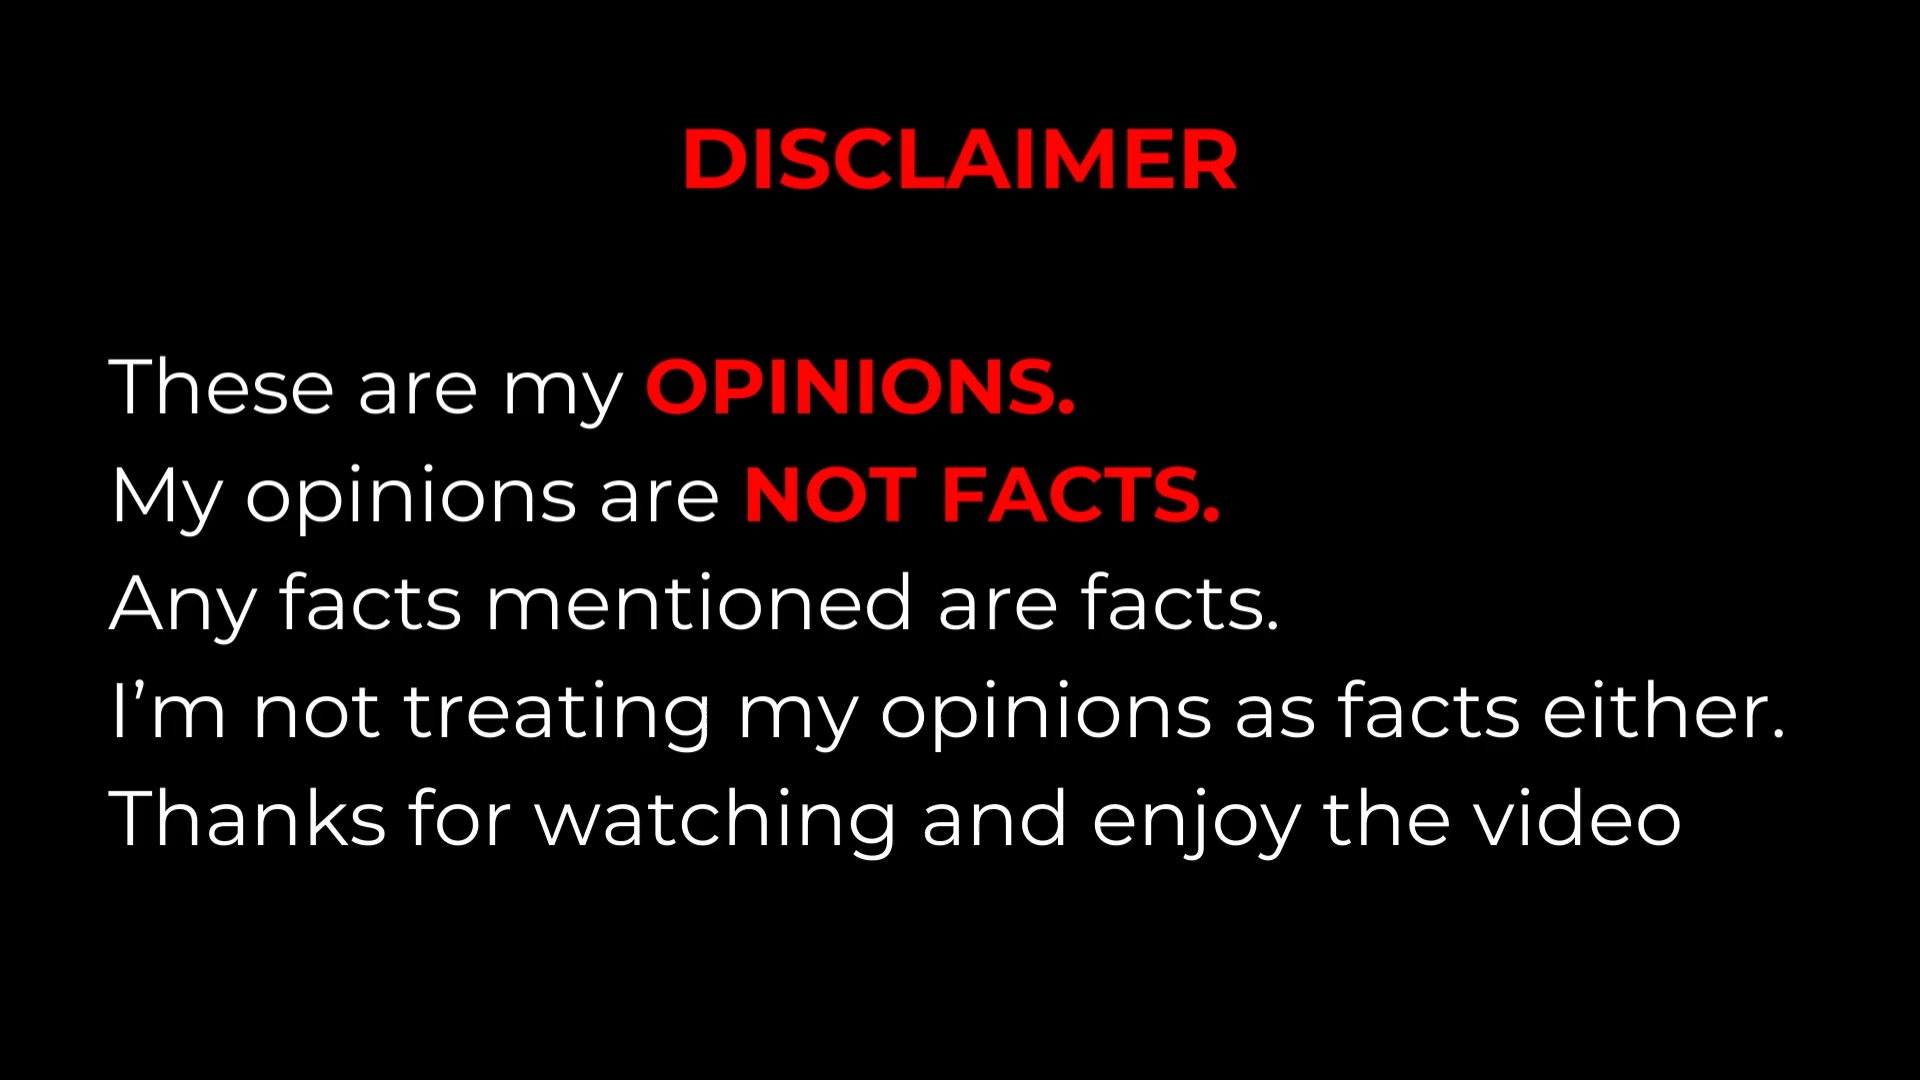 DISCLAIMER
These are my OPINIONS.
My opinions are NOT FACTS.
Any facts mentioned are facts.
I’m not treating my opinions as facts either.
Thanks for watching and enjoy the video